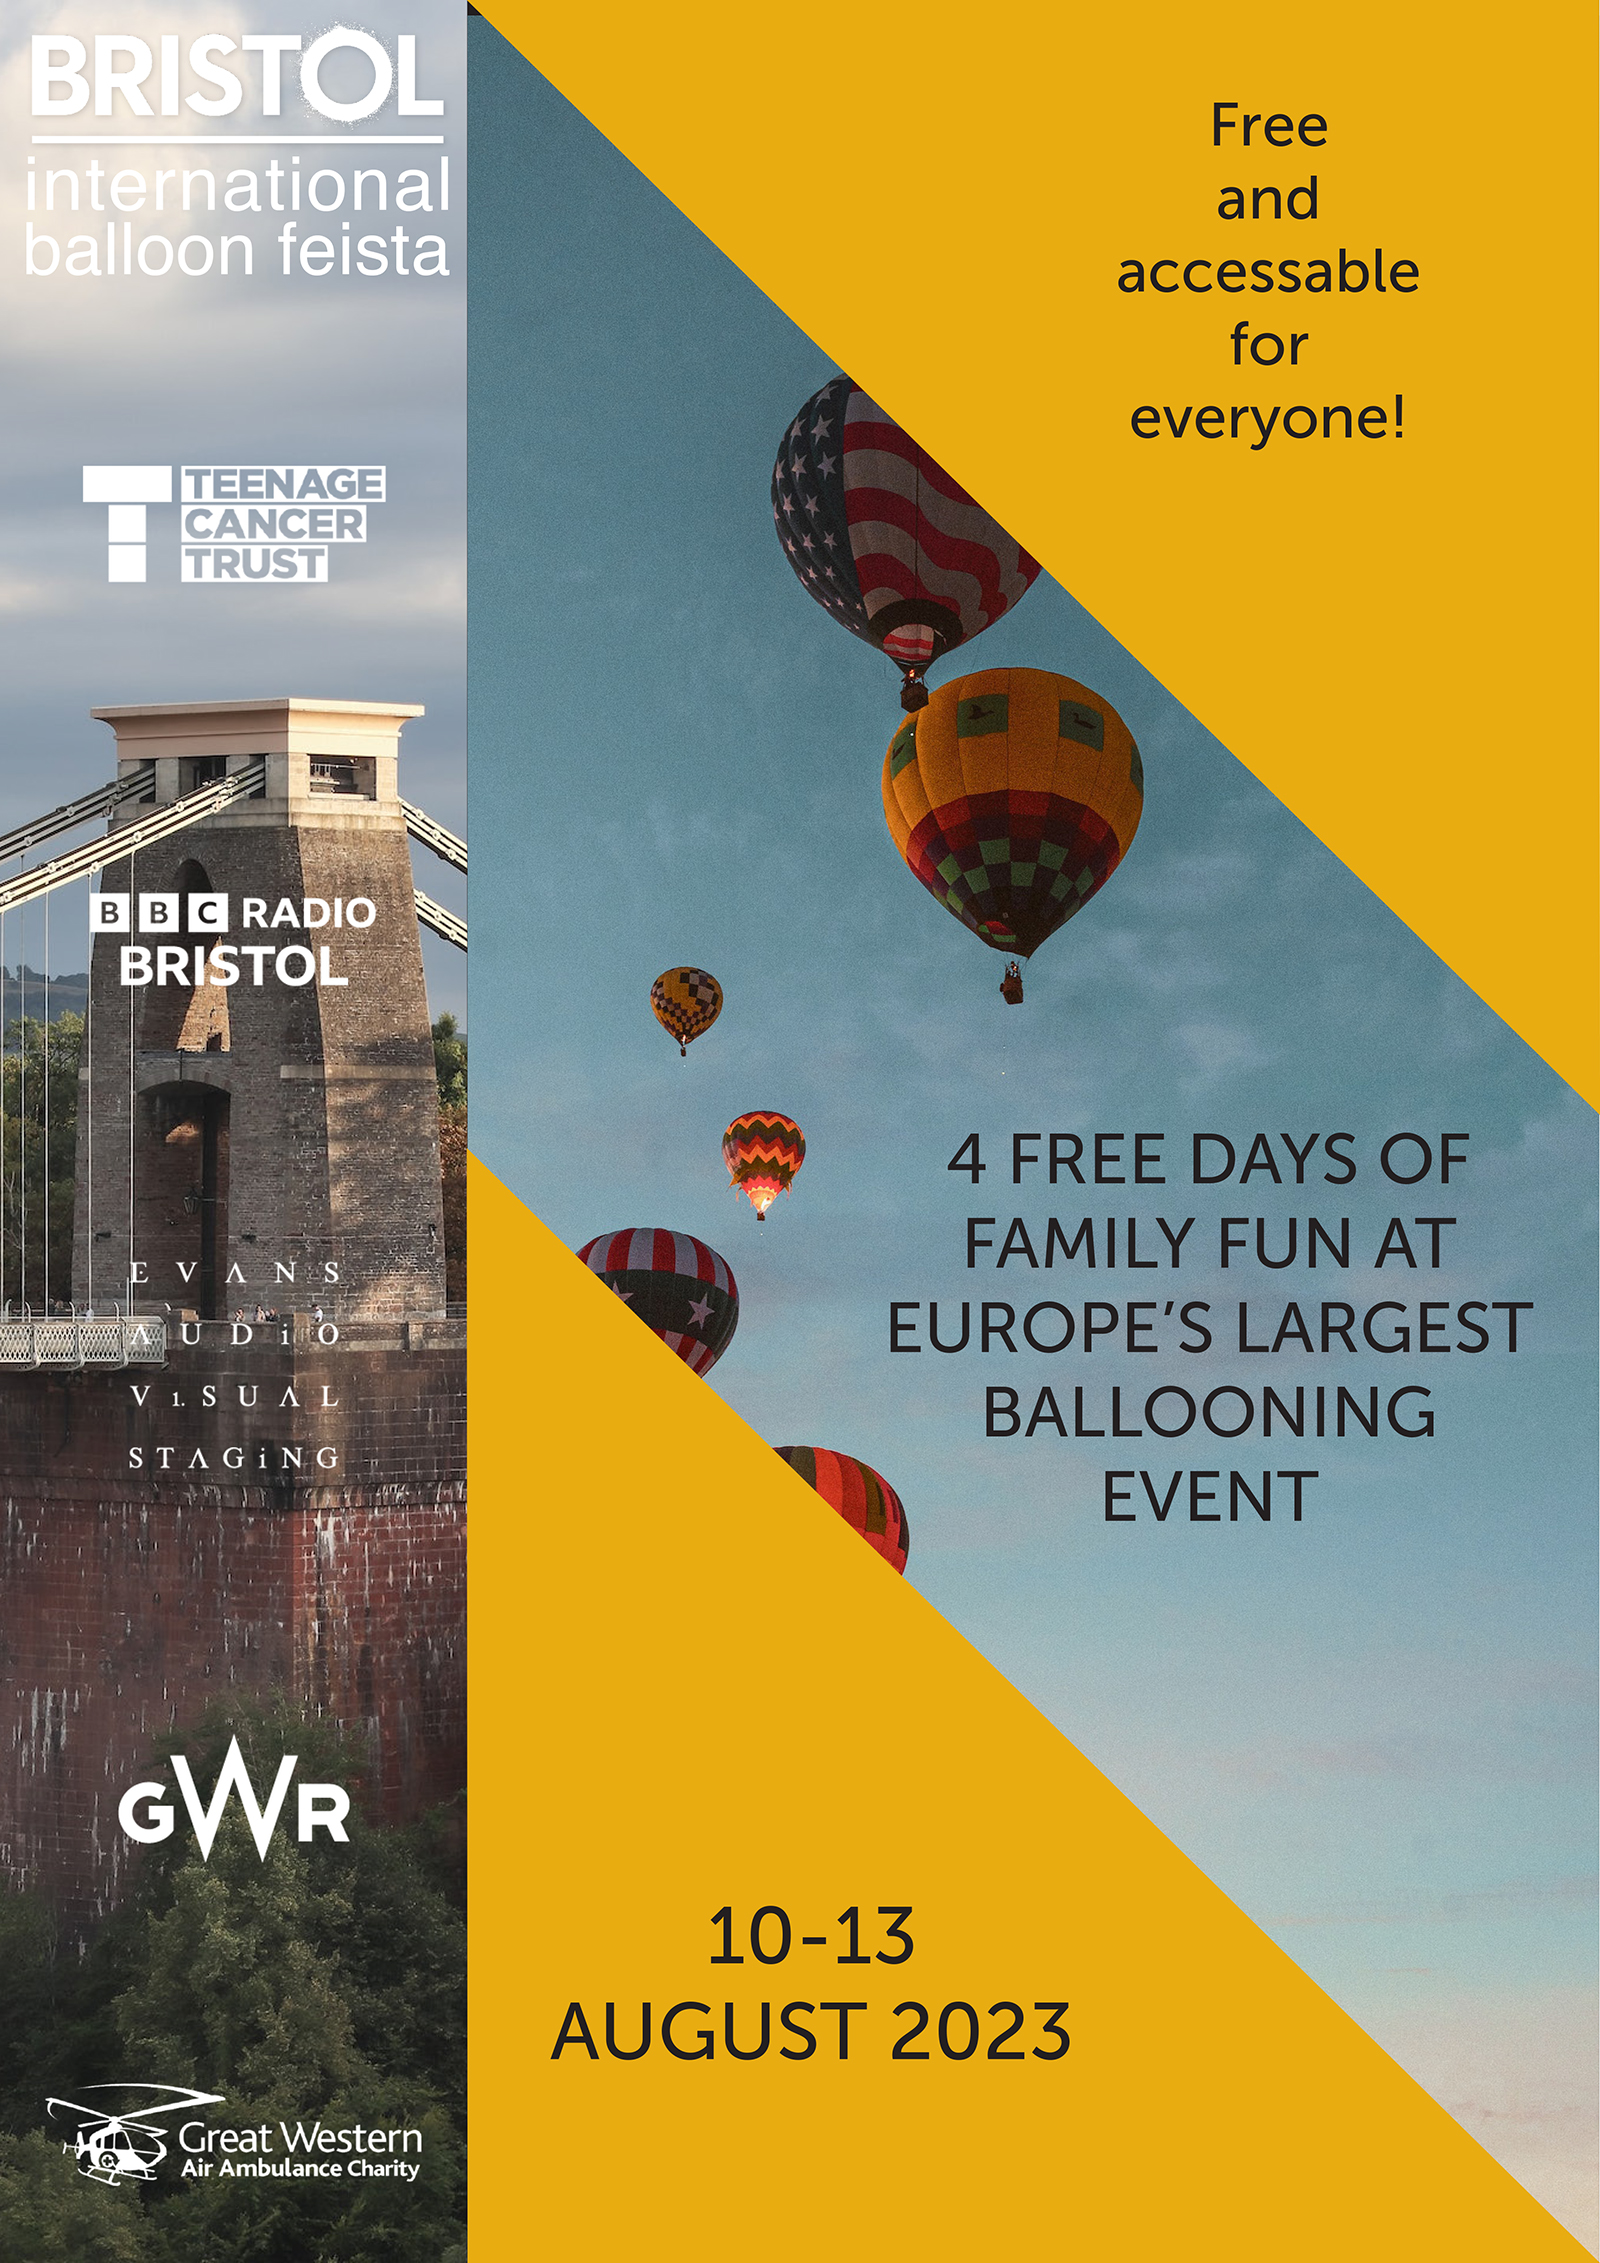 BRISTOL
international
balloon feista
TEENAGE
CANCER
TRUST
BBC RADIO
BRISTOL
EVANS
AUDiO
ViSUAL
STAGiNG
GWR
Great Western
Air Ambulance Charity
Free
and
accessable
for
everyone!
4 FREE DAYS OF
FAMILY FUN AT
EUROPE'S LARGEST
BALLOONING
EVENT
10-13
AUGUST 2023